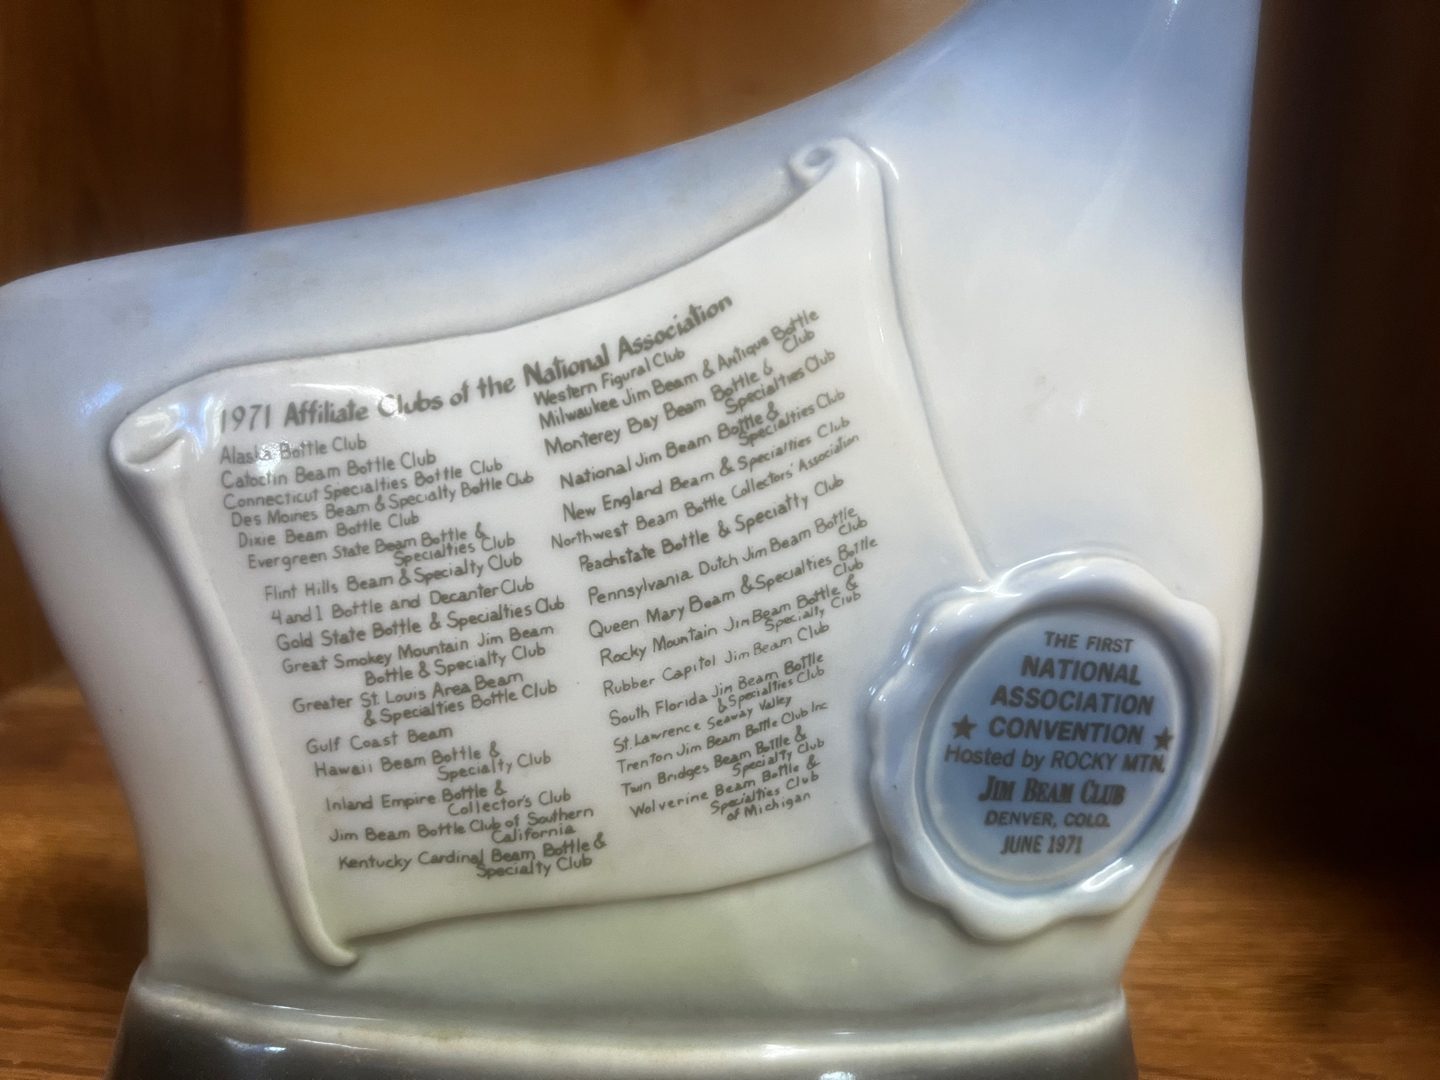 1971 Affiliate Clubs of the National Association
Alaska Bottle Club
Catoctin Beam Bottle Club
Connecticut Specialties Bottle Club
Des Moines Beam & Specialty Bottle Club
Dixie Beam Bottle Club
Evergreen State Beam Bottle &
Specialties Club
Flint Hills Beam & Specialty Club
4 and 1 Bottle and Decanter Club
Gold State Bottle & Specialties Club
Great Smokey Mountain Jim Beam
Bottle & Specialty Club
Greater St. Louis Area Beam
& Specialties Bottle Club
Gulf Coast Beam
Hawaii Beam Bottle &
Specialty Club
Inland Empire Bottle &
Collector's Club
Jim Beam Bottle Club of Southern
California
Kentucky Cardinal Beam Bottle &
Specialty Club
Western Figural Club
Milwaukee Jim Beam & Antique Bottle
Club
Monterey Bay Beam Bottle &
Specialties Club
National Jim Beam Bottle &
Specialties Club
New England Beam & Specialties Club
Northwest Beam Bottle Collectors' Association
Peachstate Bottle & Specialty Club
Pennsylvania Dutch Jim Beam Bottle
Club
Queen Mary Beam & Specialties Bottle
Club
Rocky Mountain Jim Beam Bottle &
Specialty Club
Rubber Capitol Jim Beam Club
South Florida Jim Beam Bottle
& Specialties Club
St. Lawrence Seaway Valley
Trenton Jim Beam Bottle Club Inc
Twin Bridges Beam Bottle &
Specialty Club
Wolverine Beam Bottle &
Specialties Club
of Michigan
THE FIRST
NATIONAL
ASSOCIATION
★ CONVENTION ★
Hosted by ROCKY MTN.
JIM BEAM CLUB
DENVER, COLO.
JUNE 1971